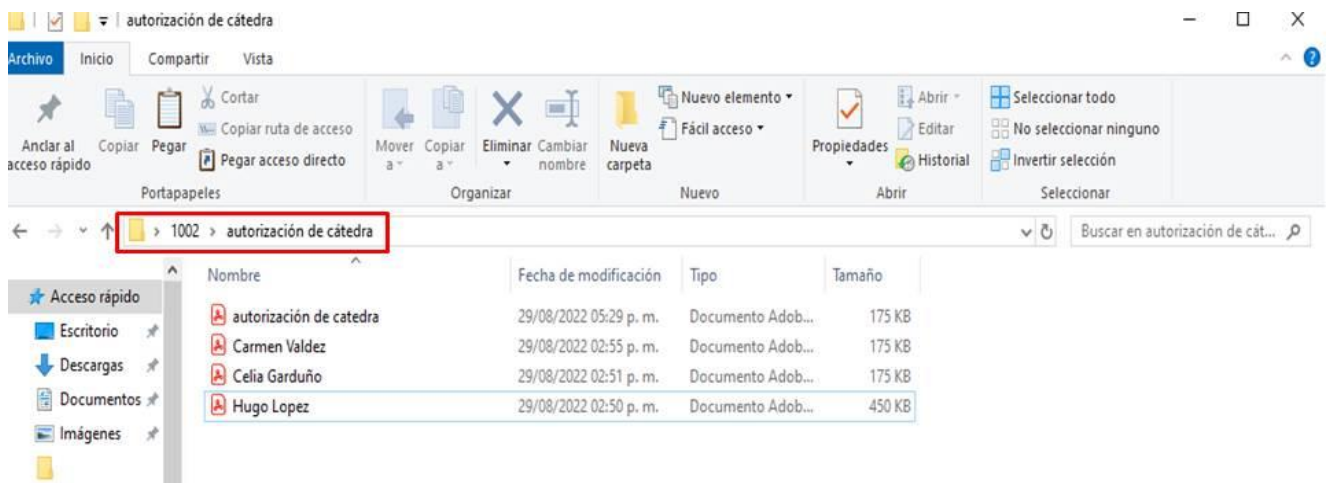 autorización de cátedra
Archivo Inicio Compartir Vista
Anclar al acceso rápido
Copiar
Pegar
Cortar
Copiar ruta de acceso
Pegar acceso directo
Portapapeles
Mover a
Copiar a
Eliminar
Cambiar nombre
Organizar
Nueva carpeta
Nuevo elemento
Fácil acceso
Nuevo
Propiedades
Abrir
Editar
Historial
Abrir
Seleccionar todo
No seleccionar ninguno
Invertir selección
Seleccionar
> 1002 > autorización de cátedra
Buscar en autorización de cát...
Acceso rápido
Escritorio
Descargas
Documentos
Imágenes
Nombre Fecha de modificación Tipo Tamaño
autorización de catedra 29/08/2022 05:29 p. m. Documento Adob... 175 KB
Carmen Valdez 29/08/2022 02:55 p. m. Documento Adob... 175 KB
Celia Garduño 29/08/2022 02:51 p. m. Documento Adob... 175 KB
Hugo Lopez 29/08/2022 02:50 p. m. Documento Adob... 450 KB